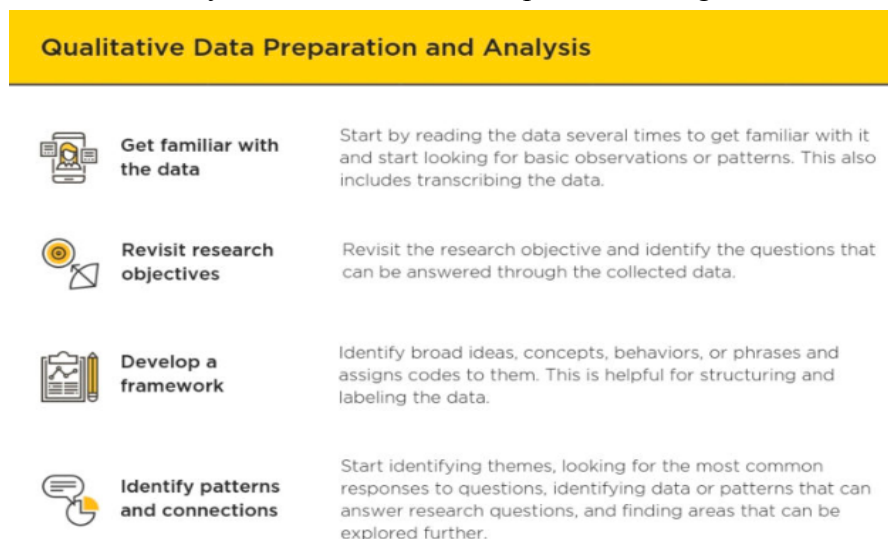 Qualitative Data Preparation and Analysis
Get familiar with
the data
Start by reading the data several times to get familiar with it
and start looking for basic observations or patterns. This also
includes transcribing the data.
Revisit research
objectives
Revisit the research objective and identify the questions that
can be answered through the collected data.
Develop a
framework
Identify broad ideas, concepts, behaviors, or phrases and
assigns codes to them. This is helpful for structuring and
labeling the data.
Identify patterns
and connections
Start identifying themes, looking for the most common
responses to questions, identifying data or patterns that can
answer research questions, and finding areas that can be
explored further.